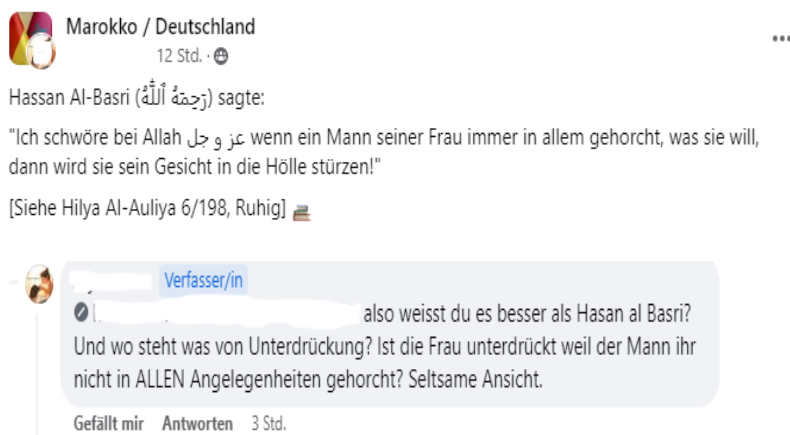 Marokko / Deutschland
12 Std. ·
Hassan Al-Basri (رَحِمَهُ ٱللَّٰهُ) sagte:
"Ich schwöre bei Allah عز و جل wenn ein Mann seiner Frau immer in allem gehorcht, was sie will,
dann wird sie sein Gesicht in die Hölle stürzen!"
[Siehe Hilya Al-Auliya 6/198, Ruhig]
Verfasser/in
also weisst du es besser als Hasan al Basri?
Und wo steht was von Unterdrückung? Ist die Frau unterdrückt weil der Mann ihr
nicht in ALLEN Angelegenheiten gehorcht? Seltsame Ansicht.
Gefällt mir Antworten 3 Std.